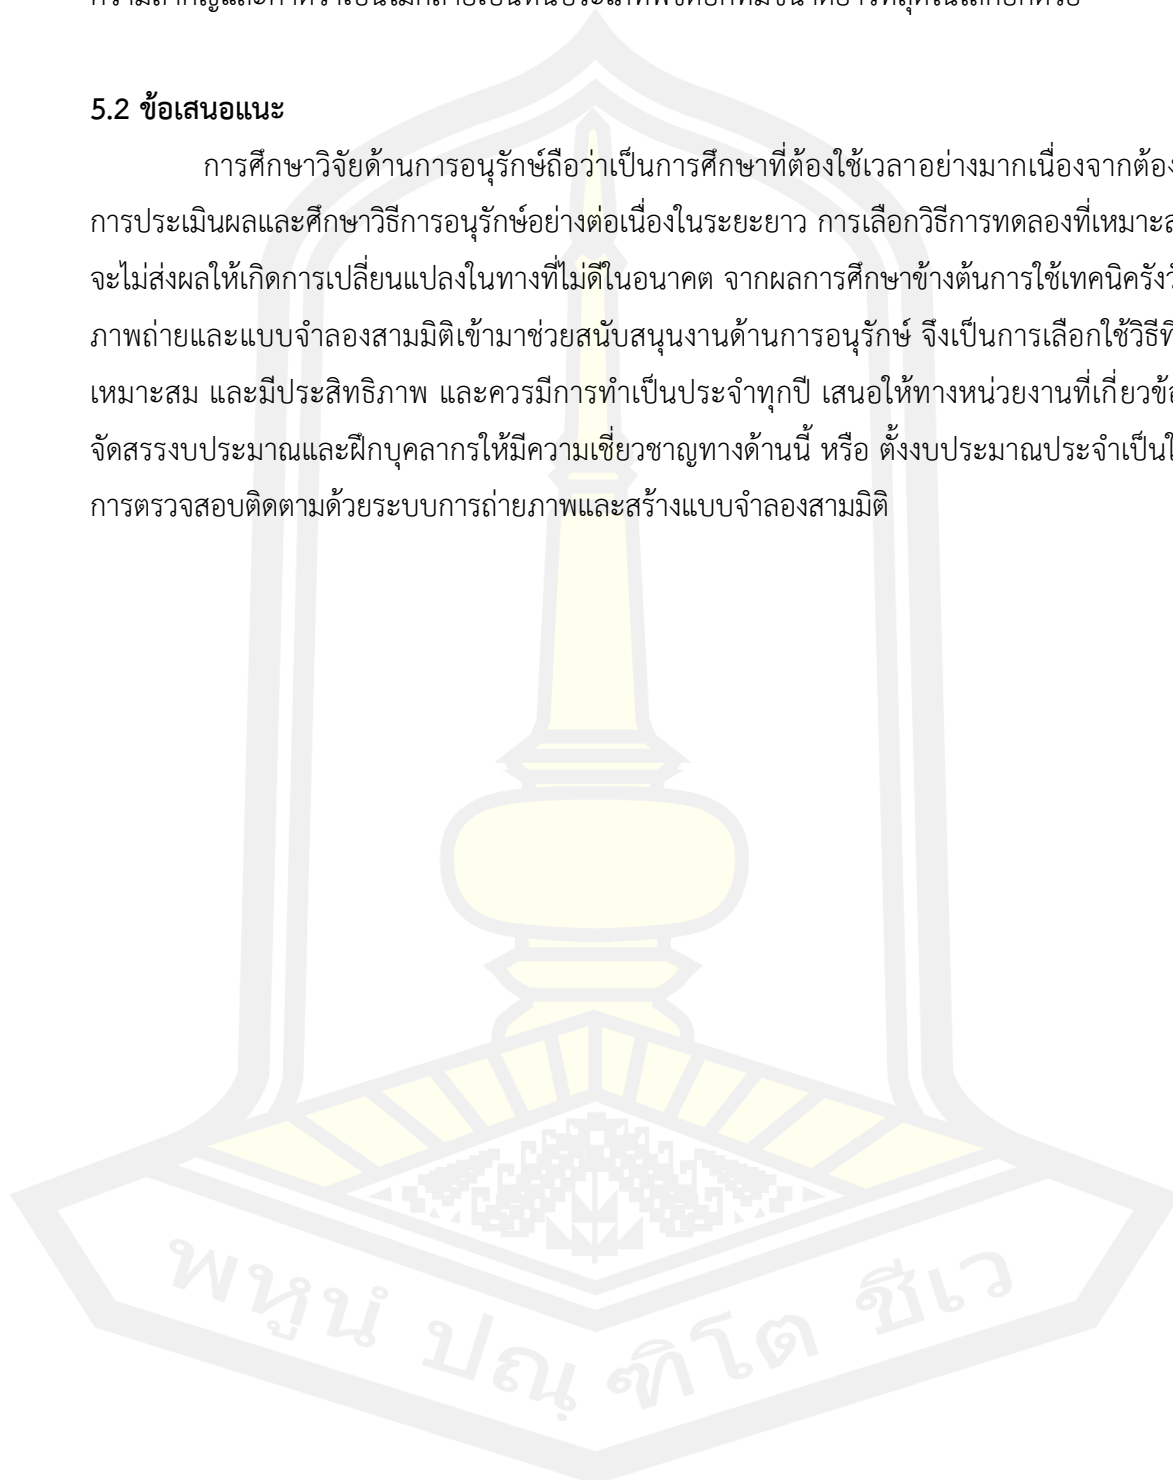 5.2 ข้อเสนอแนะ
การศึกษาวิจัยด้านการอนุรักษ์ถือว่าเป็นการศึกษาที่ต้องใช้เวลาอย่างมากเนื่องจากต้อง
การประเมินผลและศึกษาวิธีการอนุรักษ์อย่างต่อเนื่องในระยะยาว การเลือกวิธีการทดลองที่
จะไม่ส่งผลให้เกิดการเปลี่ยนแปลงในทางที่ไม่ดีในอนาคต จากผลการศึกษาข้างต้นการใช้เทคนิค
ภาพถ่ายและแบบจำลองสามมิติเข้ามาช่วยสนับสนุนงานด้านการอนุรักษ์ จึงเป็นการเลือกใช้วิธี
เหมาะสม และมีประสิทธิภาพ และควรมีการทำเป็นประจำทุกปี เสนอให้ทางหน่วยงานที่
จัดสรรงบประมาณและฝึกบุคลากรให้มีความเชี่ยวชาญทางด้านนี้ หรือ ตั้งงบประมาณประจำเป็น
การตรวจสอบติดตามด้วยระบบการถ่ายภาพและสร้างแบบจำลองสามมิติ
พหูนํ ปณฺ ฑิโต ชีเว